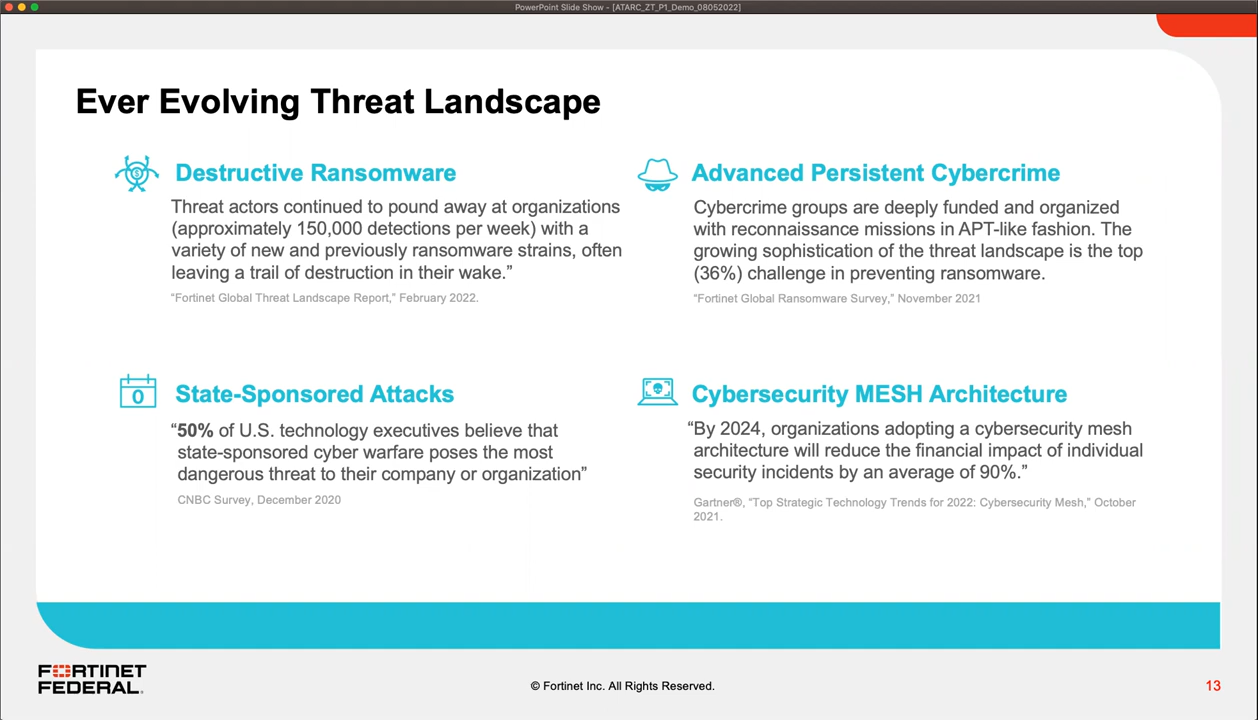 PowerPoint Slide Show - [ATARC_ZT_P1_Demo_08052022]
Ever Evolving Threat Landscape
Destructive Ransomware
Threat actors continued to pound away at organizations
(approximately 150,000 detections per week) with a
variety of new and previously ransomware strains, often
leaving a trail of destruction in their wake.”
“Fortinet Global Threat Landscape Report,” February 2022.
Advanced Persistent Cybercrime
Cybercrime groups are deeply funded and organized
with reconnaissance missions in APT-like fashion. The
growing sophistication of the threat landscape is the top
(36%) challenge in preventing ransomware.
“Fortinet Global Ransomware Survey,” November 2021
0
State-Sponsored Attacks
“50% of U.S. technology executives believe that
state-sponsored cyber warfare poses the most
dangerous threat to their company or organization”
CNBC Survey, December 2020
Cybersecurity MESH Architecture
“By 2024, organizations adopting a cybersecurity mesh
architecture will reduce the financial impact of individual
security incidents by an average of 90%.”
Gartner®, “Top Strategic Technology Trends for 2022: Cybersecurity Mesh,” October
2021.
FORTINET
FEDERAL
© Fortinet Inc. All Rights Reserved.
13